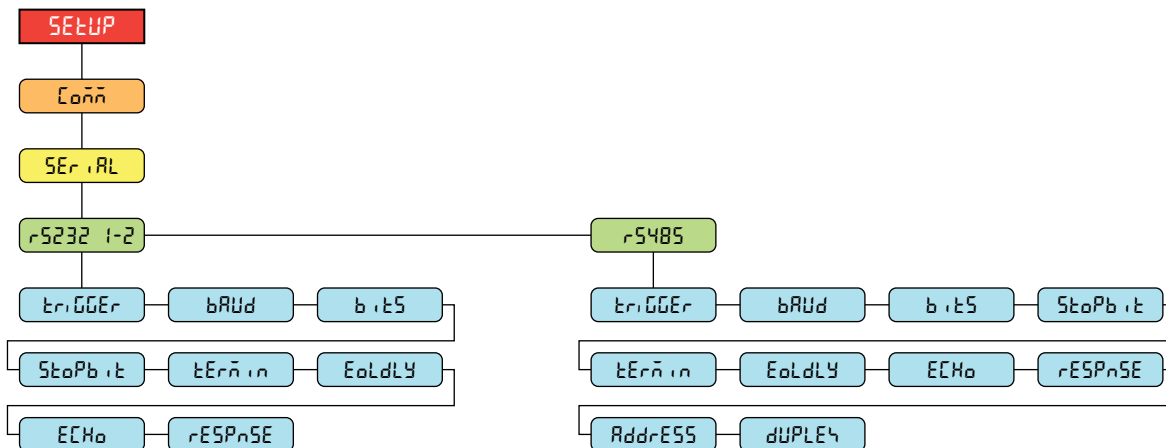 SEtUP
Comm
SEriAL
rS232 1-2 rS485
triGGEr bAUd bitS triGGEr bAUd bitS StoPbit
StoPbit tErmin EoLdLY tErmin EoLdLY ECHo rESPnSE
ECHo rESPnSE AddrESS dUPLEX